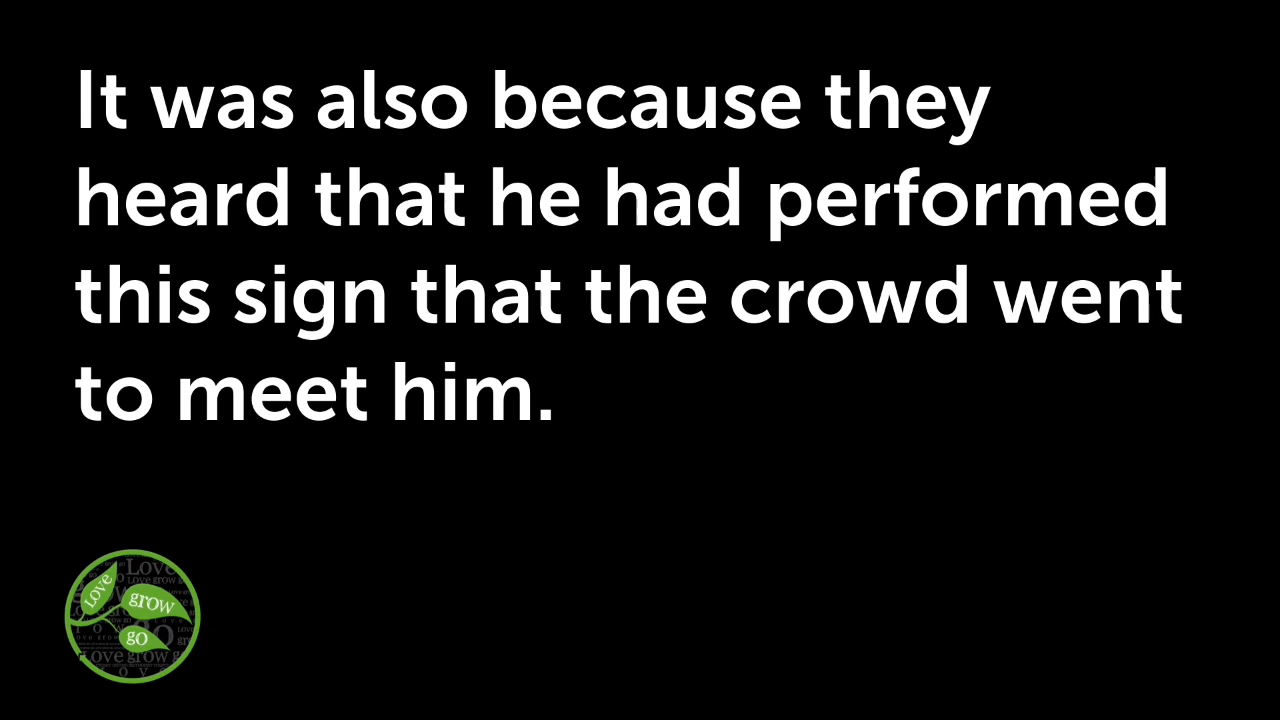 It was also because they
heard that he had performed
this sign that the crowd went
to meet him.
Love
grow
go